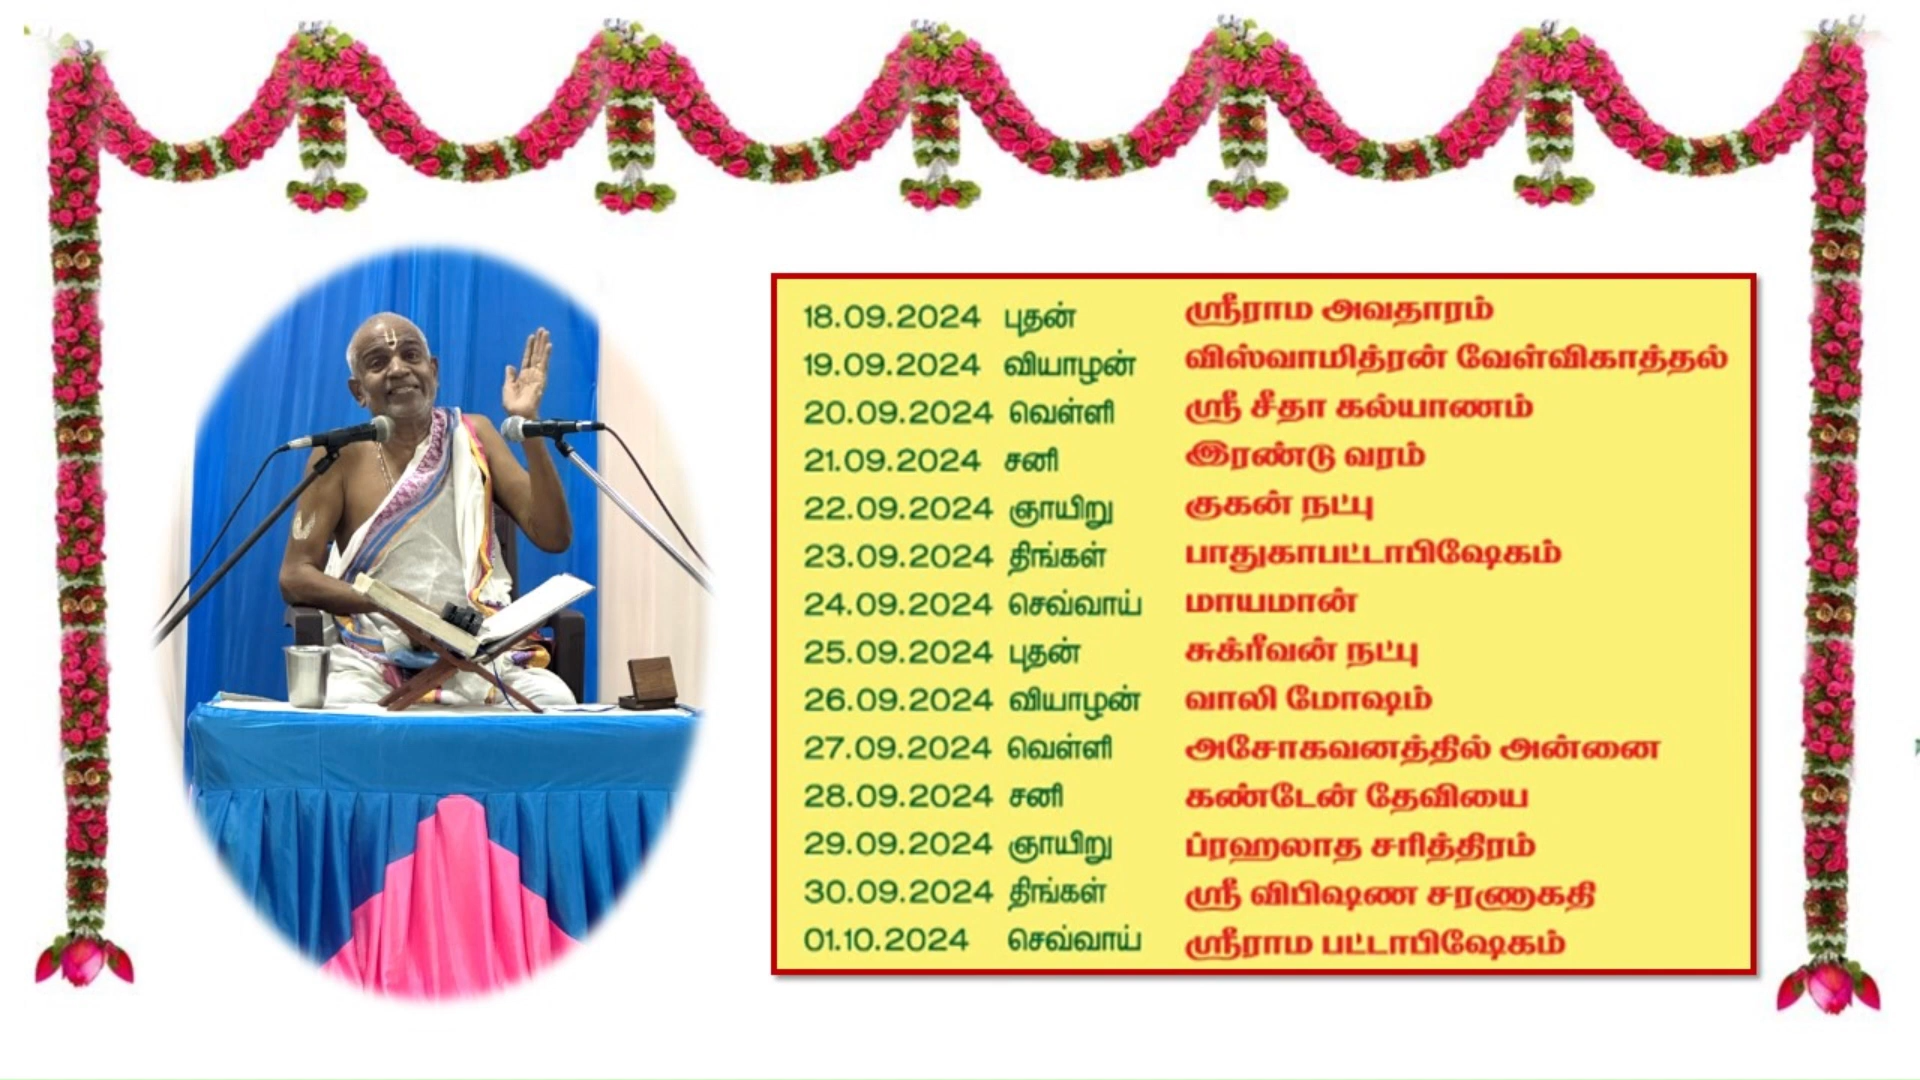 18.09.2024 புதன் ஸ்ரீராம அவதாரம்
19.09.2024 வியாழன் விஸ்வாமித்ரன் வேள்விகாத்தல்
20.09.2024 வெள்ளி ஸ்ரீ சீதா கல்யாணம்
21.09.2024 சனி இரண்டு வரம்
22.09.2024 ஞாயிறு குகன் நட்பு
23.09.2024 திங்கள் பாதுகாபட்டாபிஷேகம்
24.09.2024 செவ்வாய் மாயமான்
25.09.2024 புதன் சுக்ரீவன் நட்பு
26.09.2024 வியாழன் வாலி மோஷம்
27.09.2024 வெள்ளி அசோகவனத்தில் அன்னை
28.09.2024 சனி கண்டேன் தேவியை
29.09.2024 ஞாயிறு ப்ரஹலாத சரித்திரம்
30.09.2024 திங்கள் ஸ்ரீ விபிஷண சரணாகதி
01.10.2024 செவ்வாய் ஸ்ரீராம பட்டாபிஷேகம்